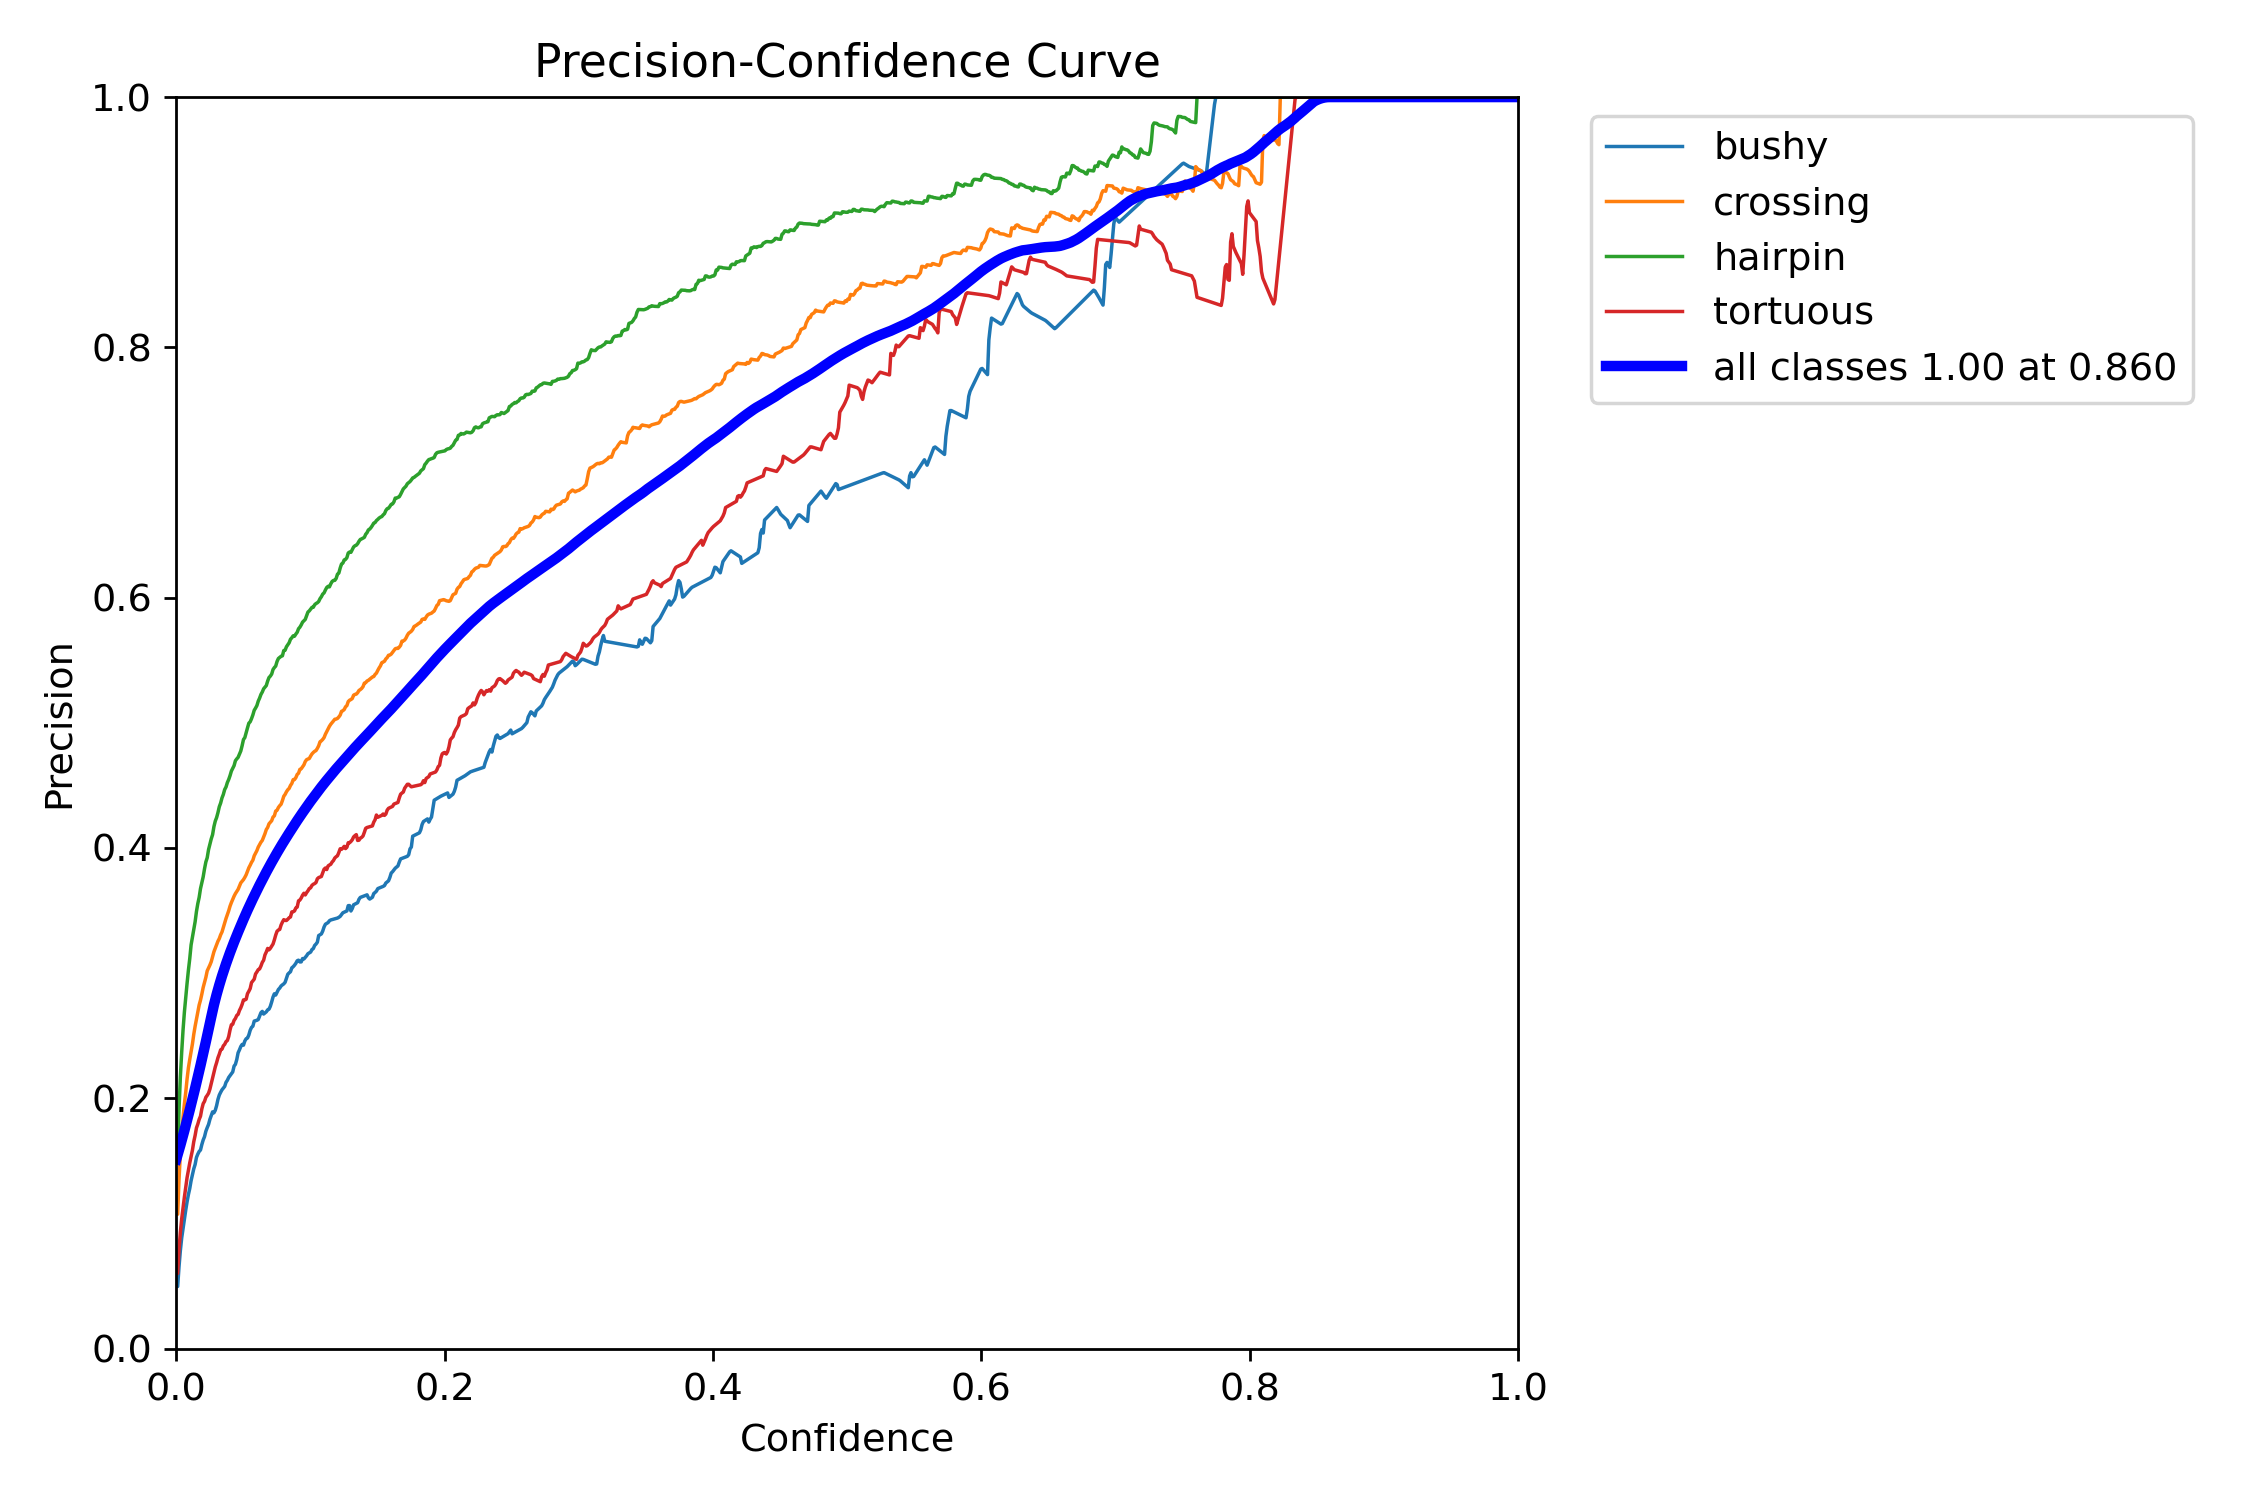 Precision-Confidence Curve
1.0
0.8
0.6
0.4
0.2
0.0
Precision
0.0 0.2 0.4 0.6 0.8 1.0
Confidence
bushy
crossing
hairpin
tortuous
all classes 1.00 at 0.860